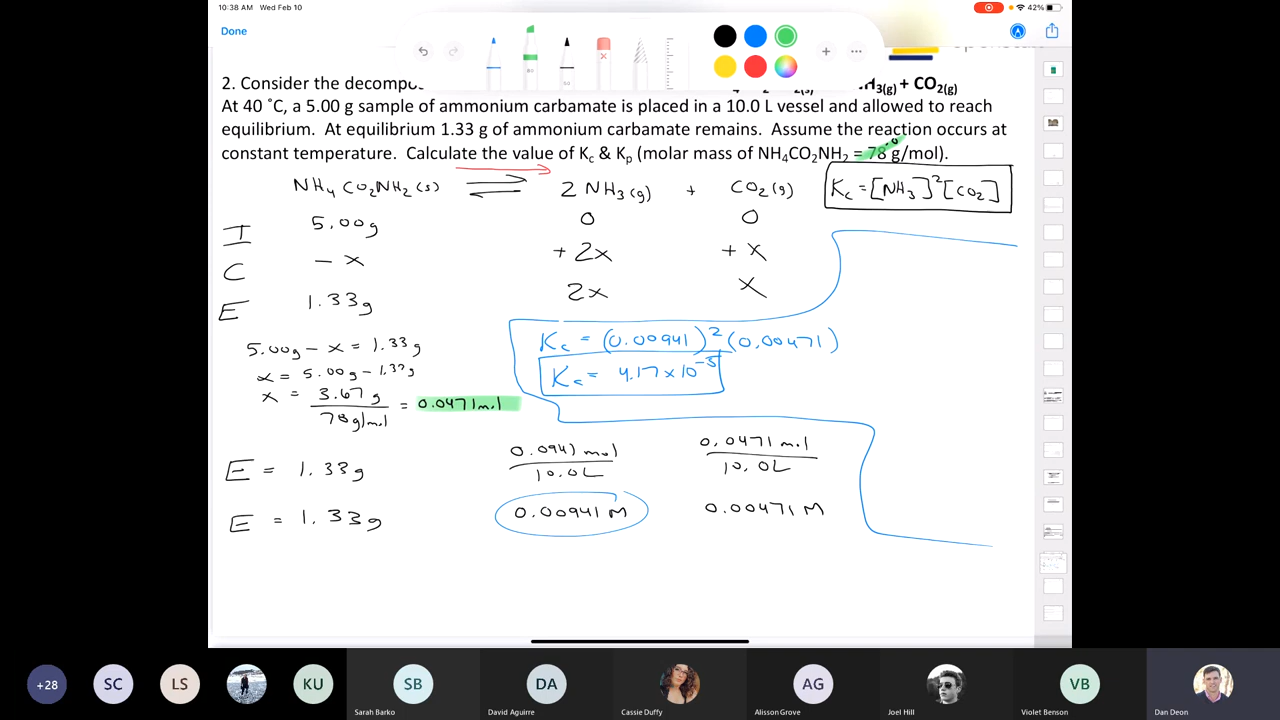 10:38 AM Wed Feb 10
42%
Done
2. Consider the decompo
H3(g) + CO2(g)
At 40 ˚C, a 5.00 g sample of ammonium carbamate is placed in a 10.0 L vessel and allowed to reach
equilibrium. At equilibrium 1.33 g of ammonium carbamate remains. Assume the reaction occurs at
constant temperature. Calculate the value of Kc & Kp (molar mass of NH4CO2NH2 = 78 g/mol).
NH4CO2NH2(s) ⇌ 2 NH3(g) + CO2(g)
Kc = [NH3]^2[CO2]
I 5.00g 0 0
C - x + 2x + x
E 1.33g 2x x
5.00g - x = 1.33g
x = 5.00g - 1.33g
x = 3.67g / 78g/mol = 0.0471mol
Kc = (0.00941)^2 (0.00471)
Kc = 4.17 x 10^-5
E = 1.33g 0.0941 mol / 10.0L 0.0471 mol / 10.0L
E = 1.33g 0.00941 M 0.00471 M
+28
SC
LS
KU
SB
DA
AG
VB
Sarah Barko
David Aguirre
Cassie Duffy
Alisson Grove
Joel Hill
Violet Benson
Dan Deon